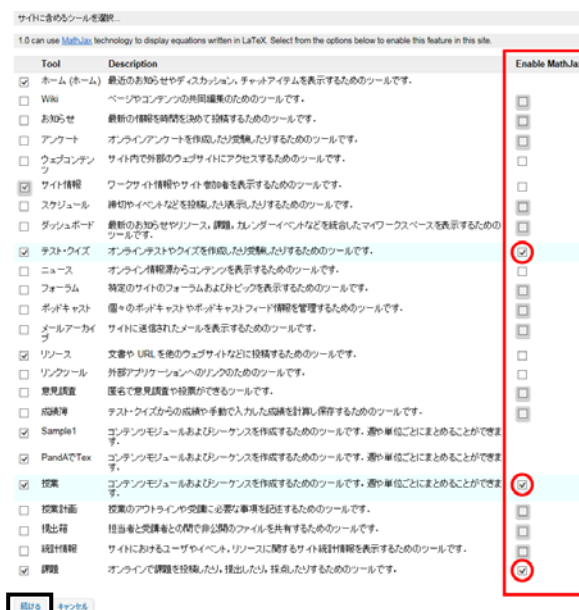 サイトに含めるツールを選択...
1.0 can use MathJax technology to display equations written in LaTeX. Select from the options below to enable this feature in this site.
Tool Description Enable MathJax
ホーム (ホーム) 最近のお知らせやディスカッション, チャットアイテムを表示するためのツールです.
Wiki ページやコンテンツの共同編集のためのツールです.
お知らせ 最新の情報を時間を決めて投稿するためのツールです.
アンケート オンラインアンケートを作成したり受験したりするためのツールです.
ウェブコンテン サイト内で外部のウェブサイトにアクセスするためのツールです.
ツ
サイト情報 ワークサイト情報やサイト参加者を表示するためのツールです.
スケジュール 締切やイベントなどを投稿したり表示したりするためのツールです.
ダッシュボード 最新のお知らせやリソース, 課題, カレンダーイベントなどを統合したマイワークスペースを表示するための
ツールです.
テスト・クイズ オンラインテストやクイズを作成したり受験したりするためのツールです.
ニュース オンライン情報源からコンテンツを表示するためのツールです.
フォーラム 特定のサイトのフォーラムおよびトピックを表示するためのツールです.
ポッドキャスト 個々のポッドキャストやポッドキャストフィード情報を管理するためのツールです.
メールアーカイ サイトに送信されたメールを表示するためのツールです.
ブ
リソース 文書や URL を他のウェブサイトなどに投稿するためのツールです.
リンクツール 外部アプリケーションへのリンクのためのツールです.
意見調査 匿名で意見調査や投票ができるツールです.
成績簿 テスト・クイズからの成績や手動で入力した成績を計算し保存するためのツールです.
Sample1 コンテンツモジュールおよびシーケンスを作成するためのツールです. 週や単位ごとにまとめることができま
す.
PandAでTex コンテンツモジュールおよびシーケンスを作成するためのツールです. 週や単位ごとにまとめることができま
す.
授業 コンテンツモジュールおよびシーケンスを作成するためのツールです. 週や単位ごとにまとめることができま
す.
授業計画 授業のアウトラインや受講に必要な事項を記述するためのツールです.
提出箱 担当者と受講者との間で非公開のファイルを共有するためのツールです.
統計情報 サイトにおけるユーザやイベント, リソースに関するサイト統計情報を表示するためのツールです.
課題 オンラインで課題を投稿したり, 提出したり, 採点したりするためのツールです.
続ける キャンセル